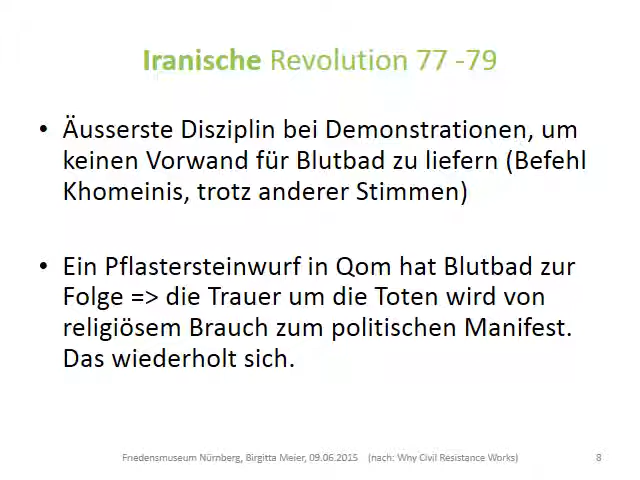 Iranische Revolution 77 -79
• Äusserste Disziplin bei Demonstrationen, um
keinen Vorwand für Blutbad zu liefern (Befehl
Khomeinis, trotz anderer Stimmen)
• Ein Pflastersteinwurf in Qom hat Blutbad zur
Folge => die Trauer um die Toten wird von
religiösem Brauch zum politischen Manifest.
Das wiederholt sich.
Friedensmuseum Nürnberg, Birgitta Meier, 09.06.2015 (nach: Why Civil Resistance Works) 8